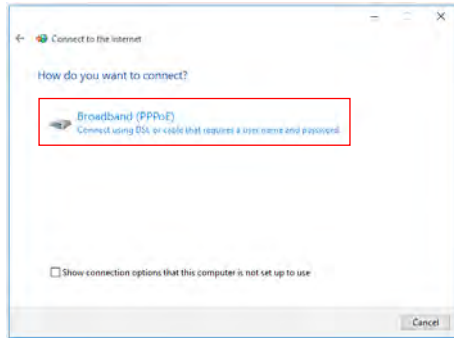 Connect to the Internet
How do you want to connect?
Broadband (PPPoE)
Connect using DSL or cable that requires a user name and password.
Show connection options that this computer is not set up to use
Cancel